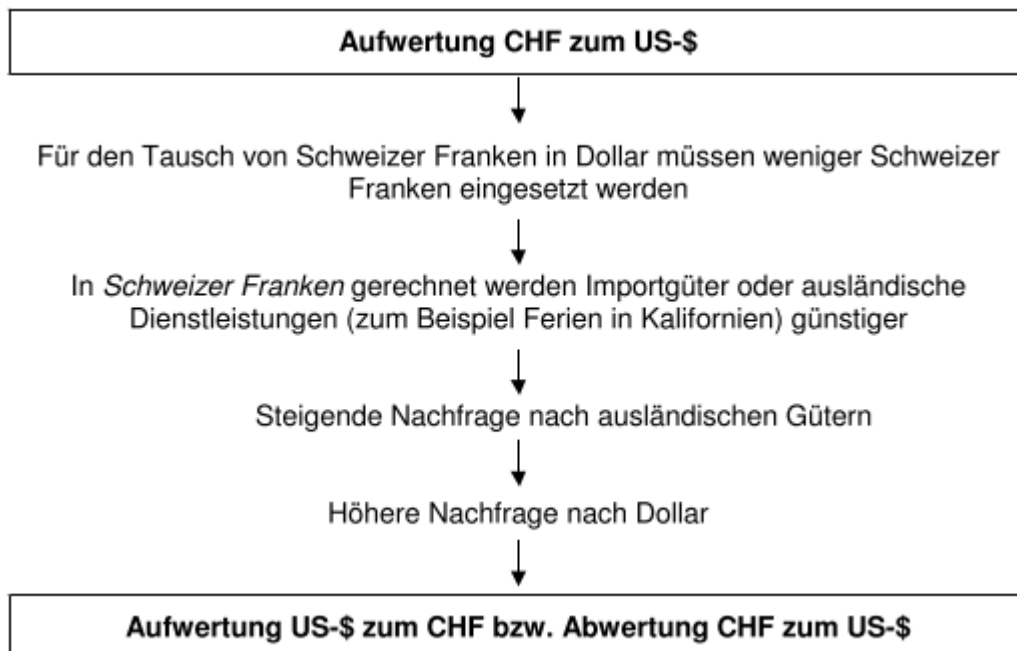 Aufwertung CHF zum US-$
Für den Tausch von Schweizer Franken in Dollar müssen weniger Schweizer
Franken eingesetzt werden
In Schweizer Franken gerechnet werden Importgüter oder ausländische
Dienstleistungen (zum Beispiel Ferien in Kalifornien) günstiger
Steigende Nachfrage nach ausländischen Gütern
Höhere Nachfrage nach Dollar
Aufwertung US-$ zum CHF bzw. Abwertung CHF zum US-$